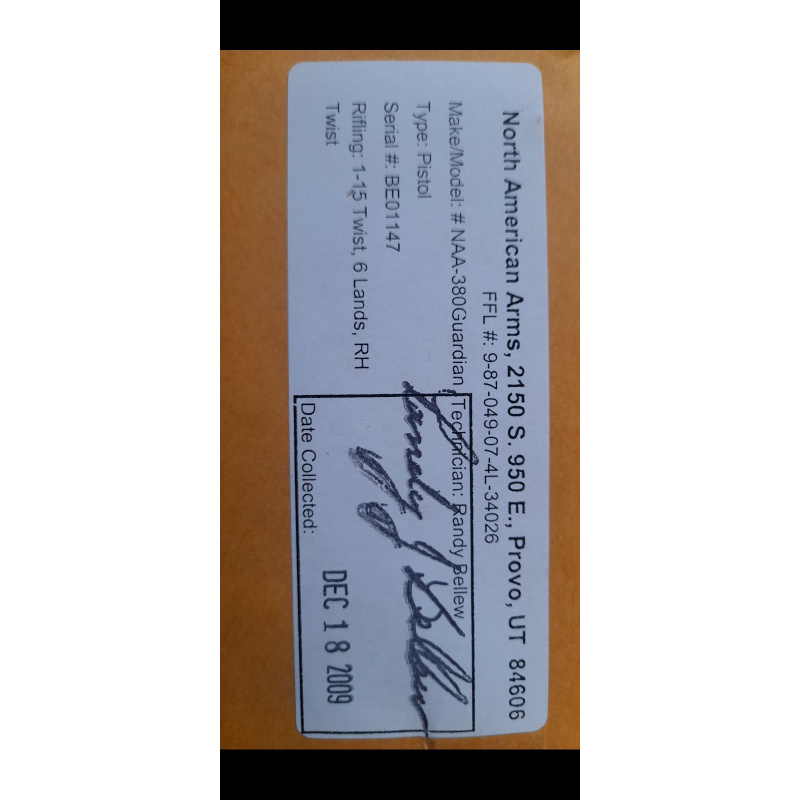 North American Arms, 2150 S. 950 E., Provo, UT 84606
FFL #: 9-87-049-07-4L-34026
Make/Model: # NAA-380Guardian
Type: Pistol
Serial #: BE01147
Rifling: 1-15 Twist, 6 Lands, RH
Twist
Technician: Randy Bellew
Randy J Bellew
Date Collected:
DEC 18 2009